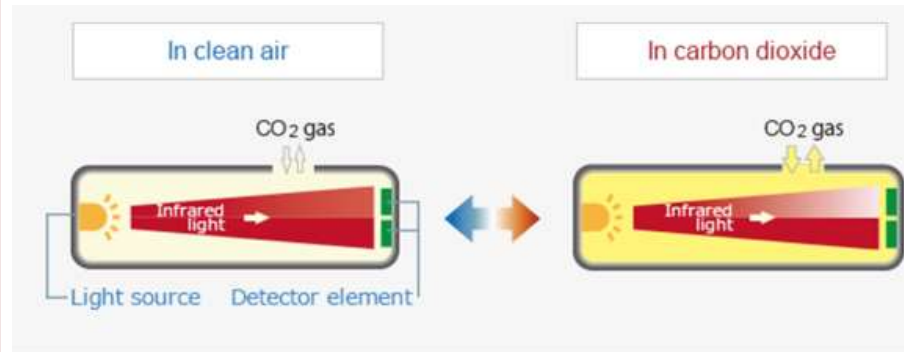 In clean air
In carbon dioxide
CO2 gas
CO2 gas
Infrared
light
Infrared
light
Light source
Detector element